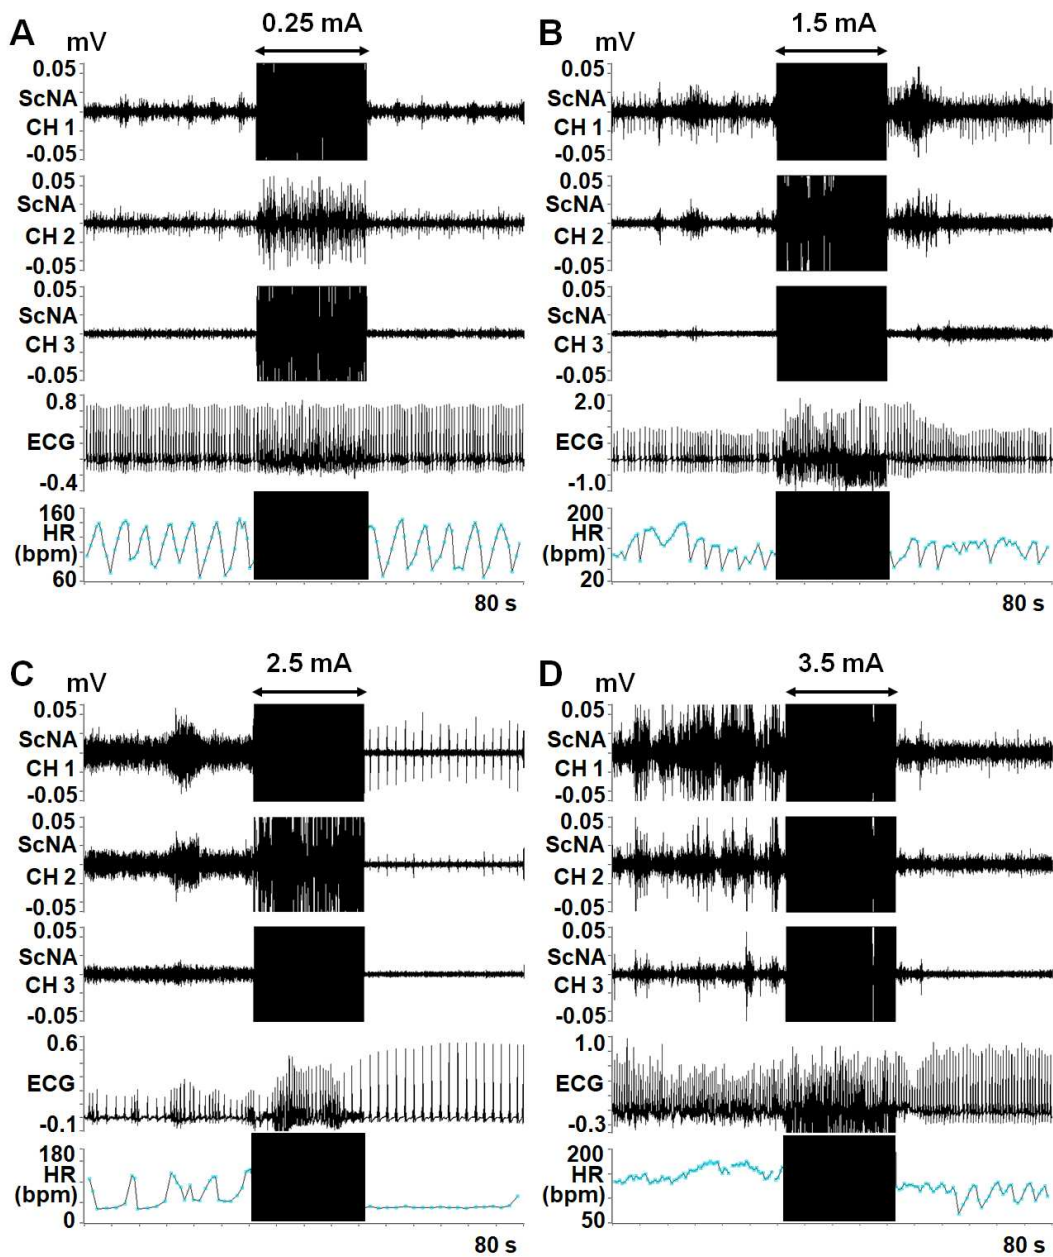 A
mV
0.25 mA
0.05
ScNA
CH 1
-0.05
0.05
ScNA
CH 2
-0.05
0.05
ScNA
CH 3
-0.05
0.8
ECG
-0.4
160
HR
(bpm)
60
80 s
B
mV
1.5 mA
0.05
ScNA
CH 1
-0.05
0.05
ScNA
CH 2
-0.05
0.05
ScNA
CH 3
-0.05
2.0
ECG
-1.0
200
HR
(bpm)
20
80 s
C
mV
2.5 mA
0.05
ScNA
CH 1
-0.05
0.05
ScNA
CH 2
-0.05
0.05
ScNA
CH 3
-0.05
0.6
ECG
-0.1
180
HR
(bpm)
0
80 s
D
mV
3.5 mA
0.05
ScNA
CH 1
-0.05
0.05
ScNA
CH 2
-0.05
0.05
ScNA
CH 3
-0.05
1.0
ECG
-0.3
200
HR
(bpm)
50
80 s